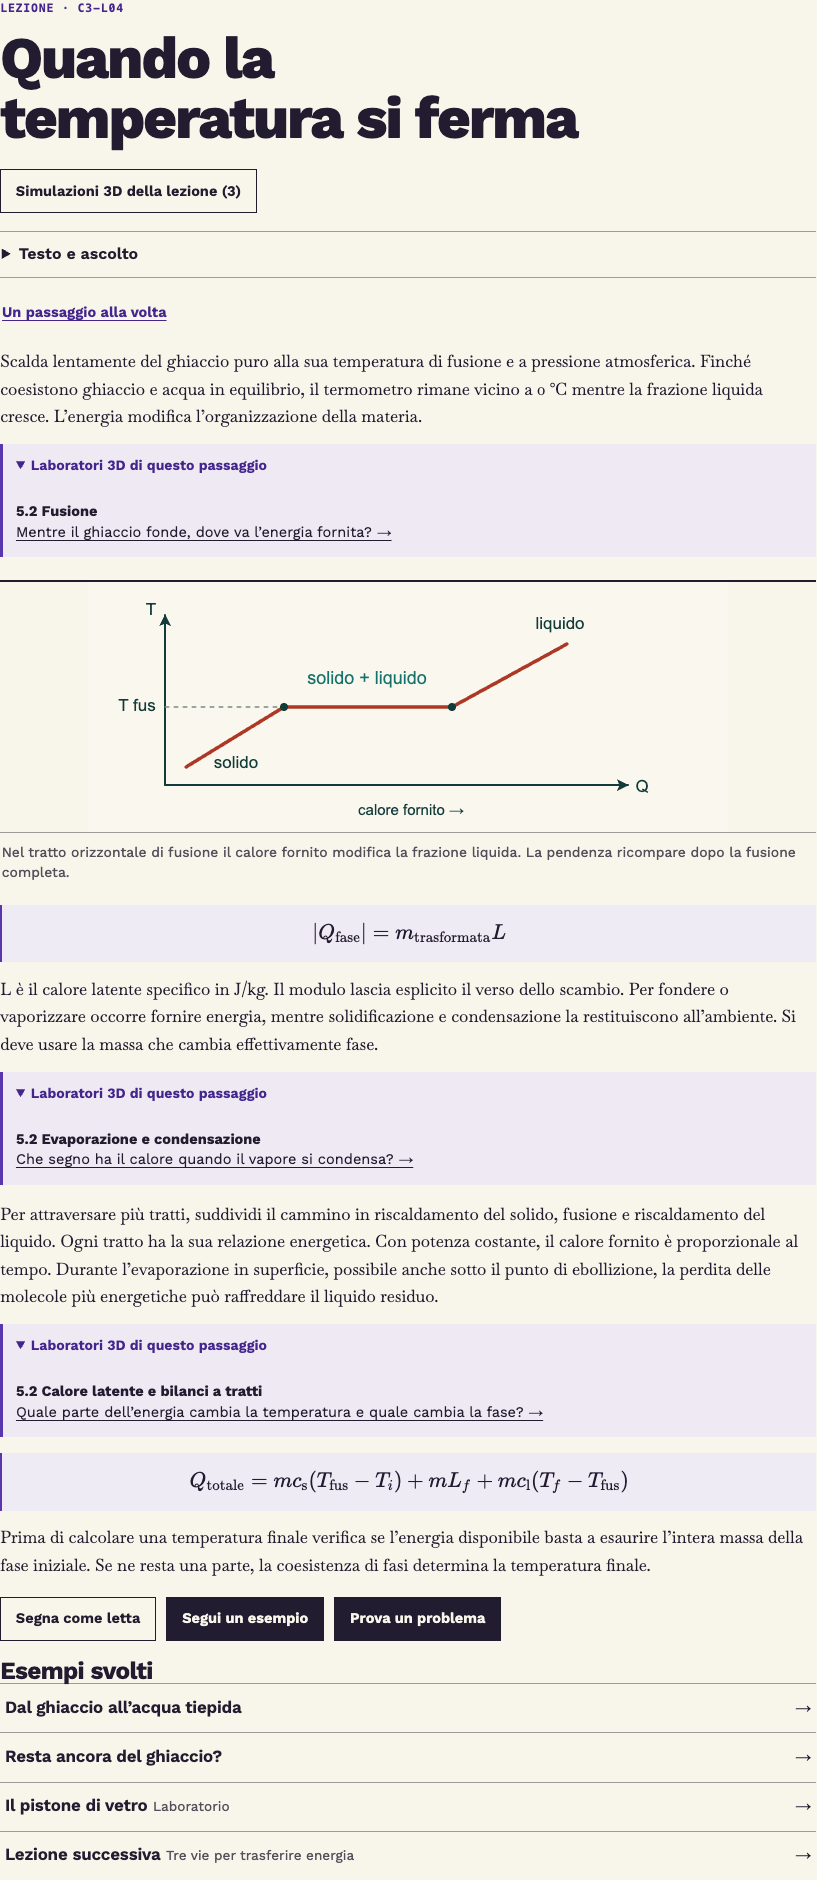 LEZIONE · C3-L04
Quando la
temperatura si ferma
Simulazioni 3D della lezione (3)
▶ Testo e ascolto
Un passaggio alla volta
Scalda lentamente del ghiaccio puro alla sua temperatura di fusione e a pressione atmosferica. Finché
coesistono ghiaccio e acqua in equilibrio, il termometro rimane vicino a 0 °C mentre la frazione liquida
cresce. L’energia modifica l’organizzazione della materia.
▼ Laboratori 3D di questo passaggio
5.2 Fusione
Mentre il ghiaccio fonde, dove va l’energia fornita? →
T
liquido
solido + liquido
T fus
solido
Q
calore fornito →
Nel tratto orizzontale di fusione il calore fornito modifica la frazione liquida. La pendenza ricompare dopo la fusione
completa.
|Q_fase| = m_trasformata L
L è il calore latente specifico in J/kg. Il modulo lascia esplicito il verso dello scambio. Per fondere o
vaporizzare occorre fornire energia, mentre solidificazione e condensazione la restituiscono all’ambiente. Si
deve usare la massa che cambia effettivamente fase.
▼ Laboratori 3D di questo passaggio
5.2 Evaporazione e condensazione
Che segno ha il calore quando il vapore si condensa? →
Per attraversare più tratti, suddividi il cammino in riscaldamento del solido, fusione e riscaldamento del
liquido. Ogni tratto ha la sua relazione energetica. Con potenza costante, il calore fornito è proporzionale al
tempo. Durante l’evaporazione in superficie, possibile anche sotto il punto di ebollizione, la perdita delle
molecole più energetiche può raffreddare il liquido residuo.
▼ Laboratori 3D di questo passaggio
5.2 Calore latente e bilanci a tratti
Quale parte dell’energia cambia la temperatura e quale cambia la fase? →
Q_totale = mc_s(T_fus − T_i) + mL_f + mc_l(T_f − T_fus)
Prima di calcolare una temperatura finale verifica se l’energia disponibile basta a esaurire l’intera massa della
fase iniziale. Se ne resta una parte, la coesistenza di fasi determina la temperatura finale.
Segna come letta Segui un esempio Prova un problema
Esempi svolti
Dal ghiaccio all’acqua tiepida →
Resta ancora del ghiaccio? →
Il pistone di vetro Laboratorio →
Lezione successiva Tre vie per trasferire energia →